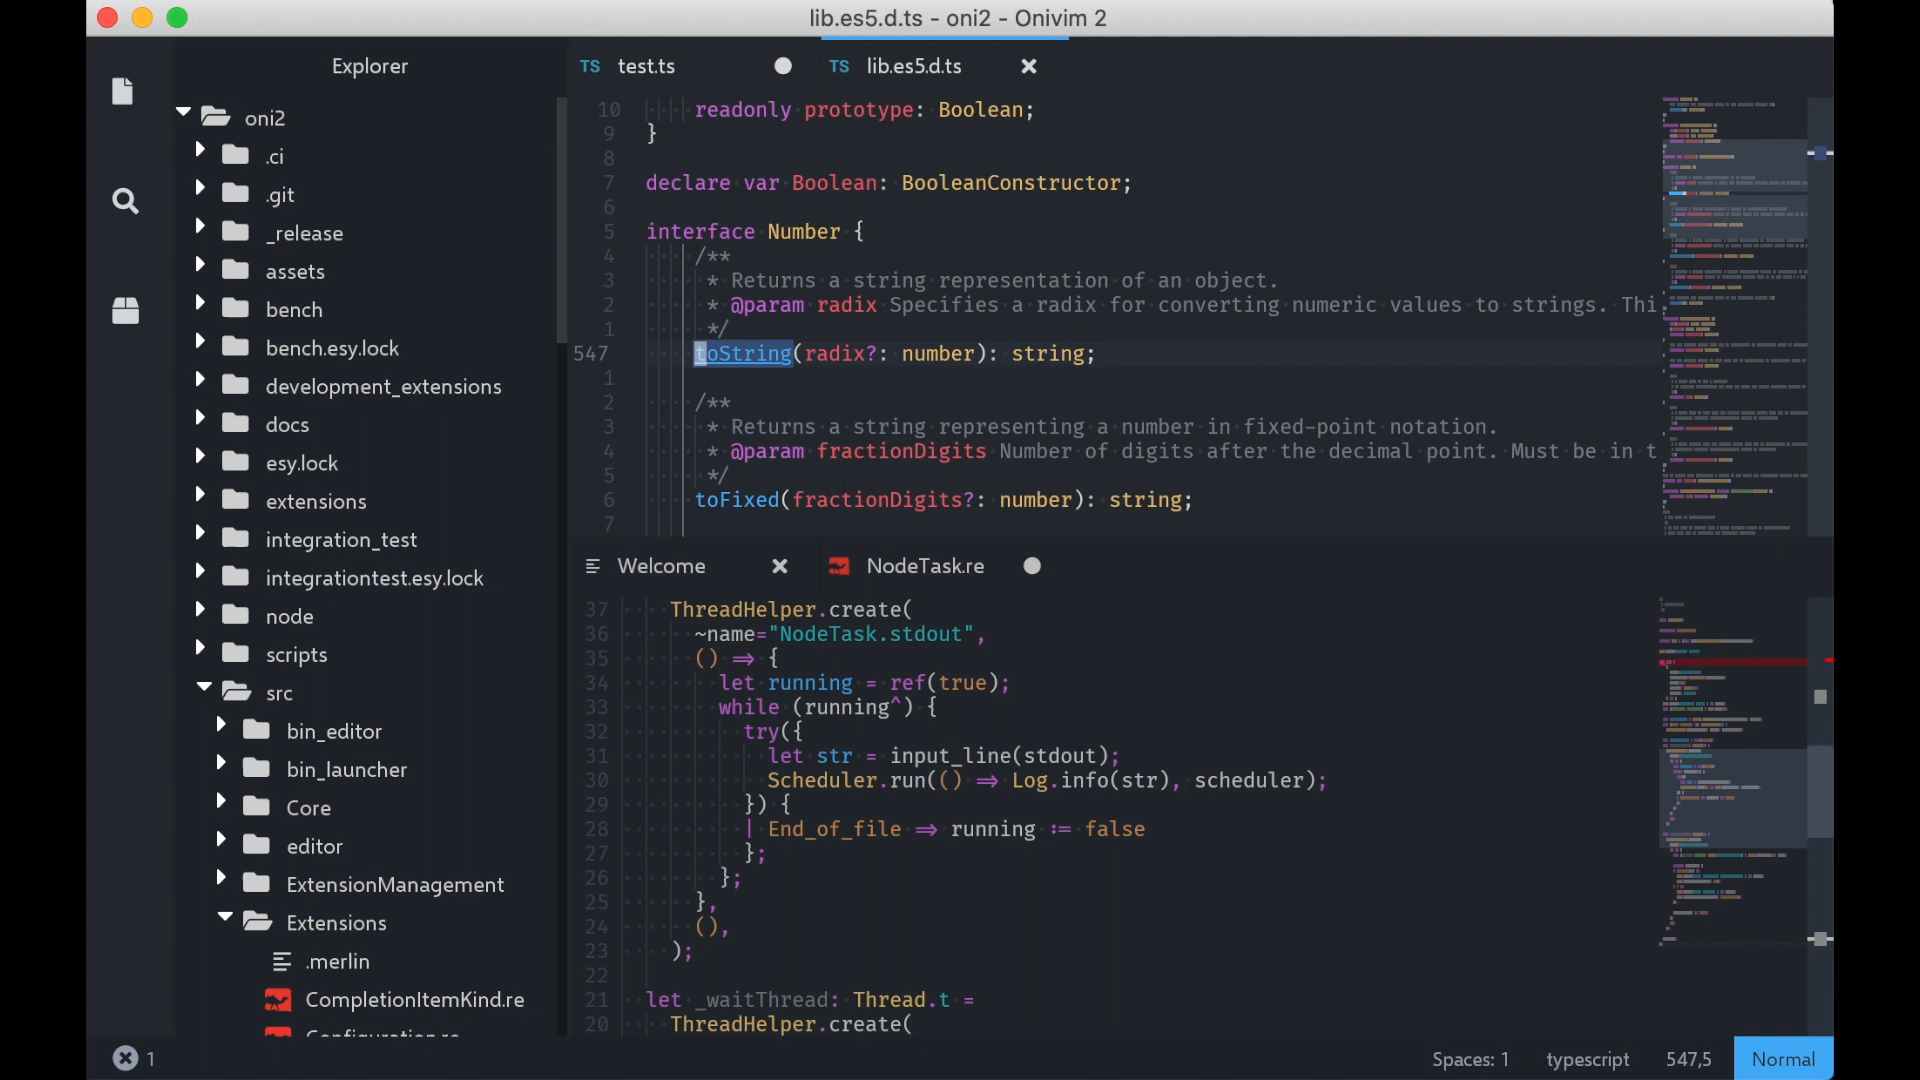 lib.es5.d.ts - oni2 - Onivim 2
Explorer
oni2
.ci
.git
_release
assets
bench
bench.esy.lock
development_extensions
docs
esy.lock
extensions
integration_test
integrationtest.esy.lock
node
scripts
src
bin_editor
bin_launcher
Core
editor
ExtensionManagement
Extensions
.merlin
CompletionItemKind.re
Configuration.re
TS test.ts
TS lib.es5.d.ts
10 readonly prototype: Boolean;
9 }
8
7 declare var Boolean: BooleanConstructor;
6
5 interface Number {
4 /**
3 * Returns a string representation of an object.
2 * @param radix Specifies a radix for converting numeric values to strings. Thi
1 */
547 toString(radix?: number): string;
1
2 /**
3 * Returns a string representing a number in fixed-point notation.
4 * @param fractionDigits Number of digits after the decimal point. Must be in t
5 */
6 toFixed(fractionDigits?: number): string;
7
Welcome
NodeTask.re
37 ThreadHelper.create(
36 ~name="NodeTask.stdout",
35 () => {
34 let running = ref(true);
33 while (running^) {
32 try({
31 let str = input_line(stdout);
30 Scheduler.run(() => Log.info(str), scheduler);
29 }) {
28 | End_of_file => running := false
27 };
26 };
25 },
24 (),
23 );
22
21 let _waitThread: Thread.t =
20 ThreadHelper.create(
1
Spaces: 1
typescript
547,5
Normal